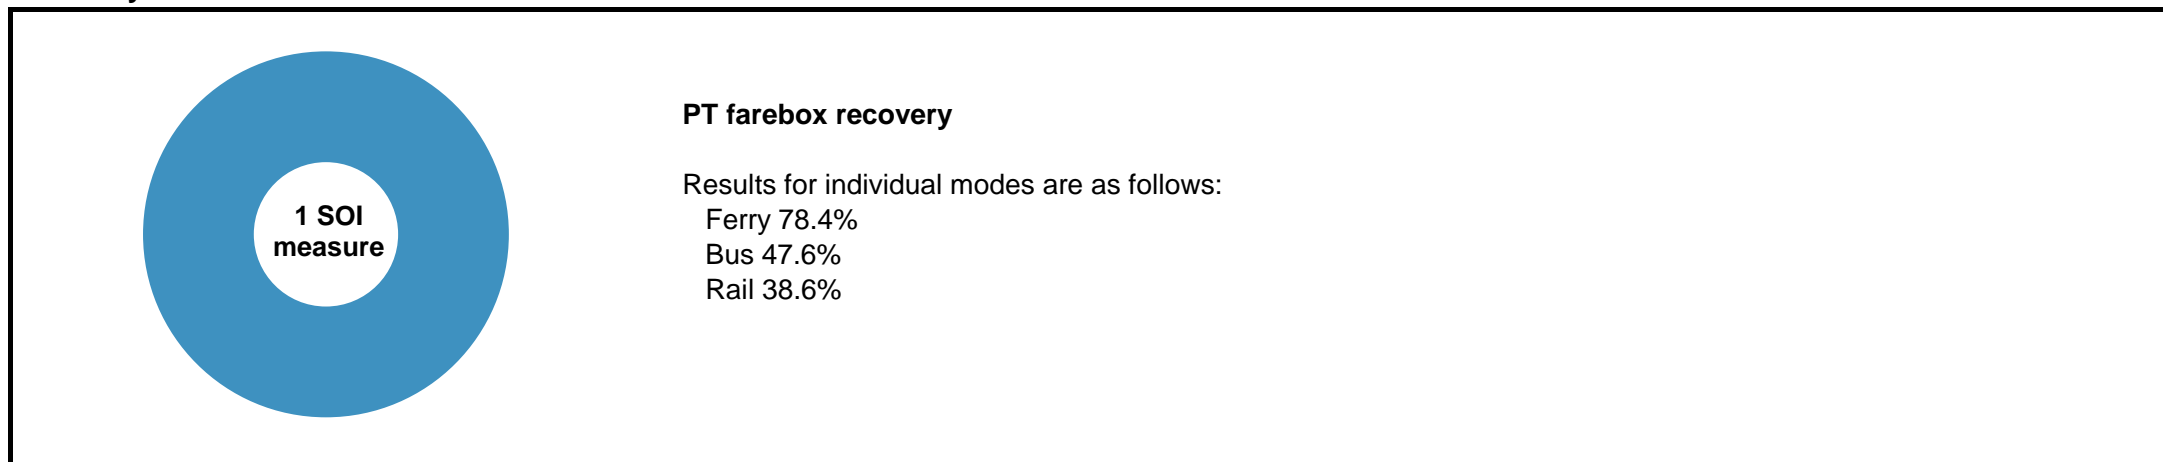 1 SOI
measure
PT farebox recovery
Results for individual modes are as follows:
Ferry 78.4%
Bus 47.6%
Rail 38.6%